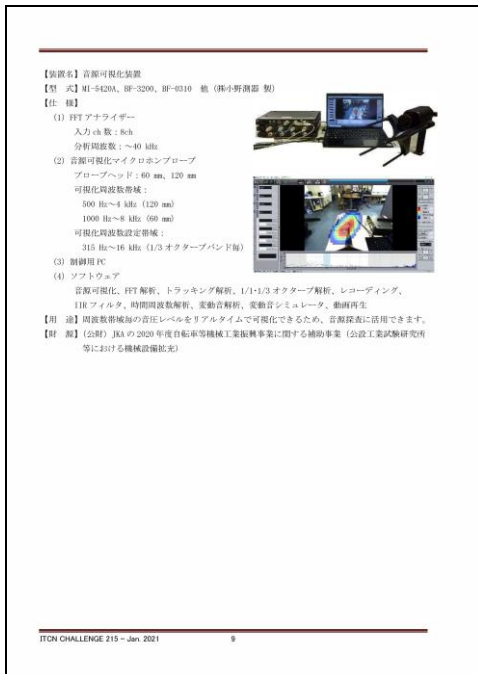 【装置名】音源可視化装置
【型　式】MI-5420A、BF-3200、BF-0310　他（㈱小野測器 製）
【仕　様】
(1) FFT アナライザー
入力 ch 数：8ch
分析周波数：～40 kHz
(2) 音源可視化マイクロホンプローブ
プローブヘッド：60 mm、120 mm
可視化周波数帯域：
500 Hz～4 kHz（120 mm）
1000 Hz～8 kHz（60 mm）
可視化周波数設定帯域：
315 Hz～16 kHz（1/3 オクターブバンド毎）
(3) 制御用 PC
(4) ソフトウェア
音源可視化、FFT 解析、トラッキング解析、1/1・1/3 オクターブ解析、レコーディング、
IIR フィルタ、時間周波数解析、変動音解析、変動音シミュレータ、動画再生
【用　途】周波数帯域毎の音圧レベルをリアルタイムで可視化できるため、音源探査に活用できます。
【財　源】(公財）JKA の 2020 年度自転車等機械工業振興事業に関する補助事業（公設工業試験研究所
等における機械設備拡充）
ITCN CHALLENGE 215 – Jan. 2021　9